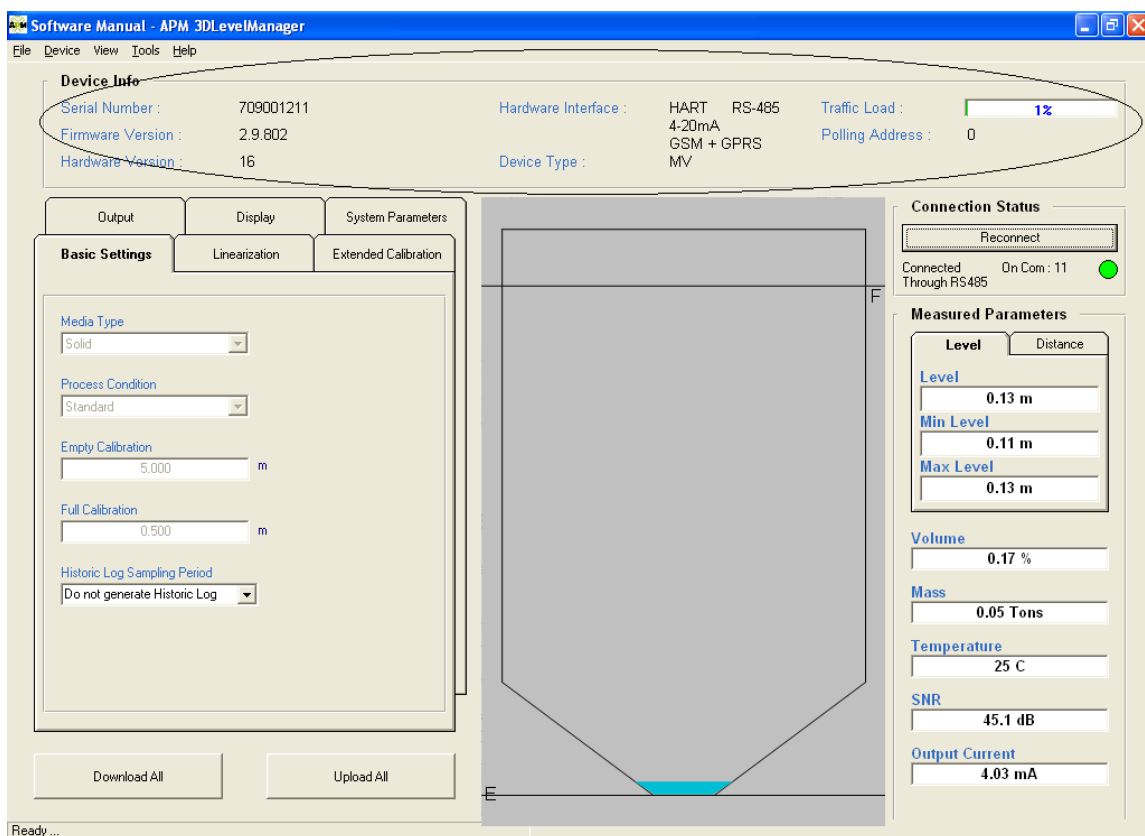 APM Software Manual - APM 3DLevelManager
File Device View Tools Help
Device Info
Serial Number : 709001211
Firmware Version : 2.9.802
Hardware Version : 16
Hardware Interface : HART RS-485
4-20mA
GSM + GPRS
Device Type : MV
Traffic Load : 1%
Polling Address : 0
Output Display System Parameters
Basic Settings Linearization Extended Calibration
Media Type
Solid
Process Condition
Standard
Empty Calibration
5.000 m
Full Calibration
0.500 m
Historic Log Sampling Period
Do not generate Historic Log
Download All Upload All
F
E
Connection Status
Reconnect
Connected On Com : 11
Through RS485
Measured Parameters
Level Distance
Level
0.13 m
Min Level
0.11 m
Max Level
0.13 m
Volume
0.17 %
Mass
0.05 Tons
Temperature
25 C
SNR
45.1 dB
Output Current
4.03 mA
Ready ...